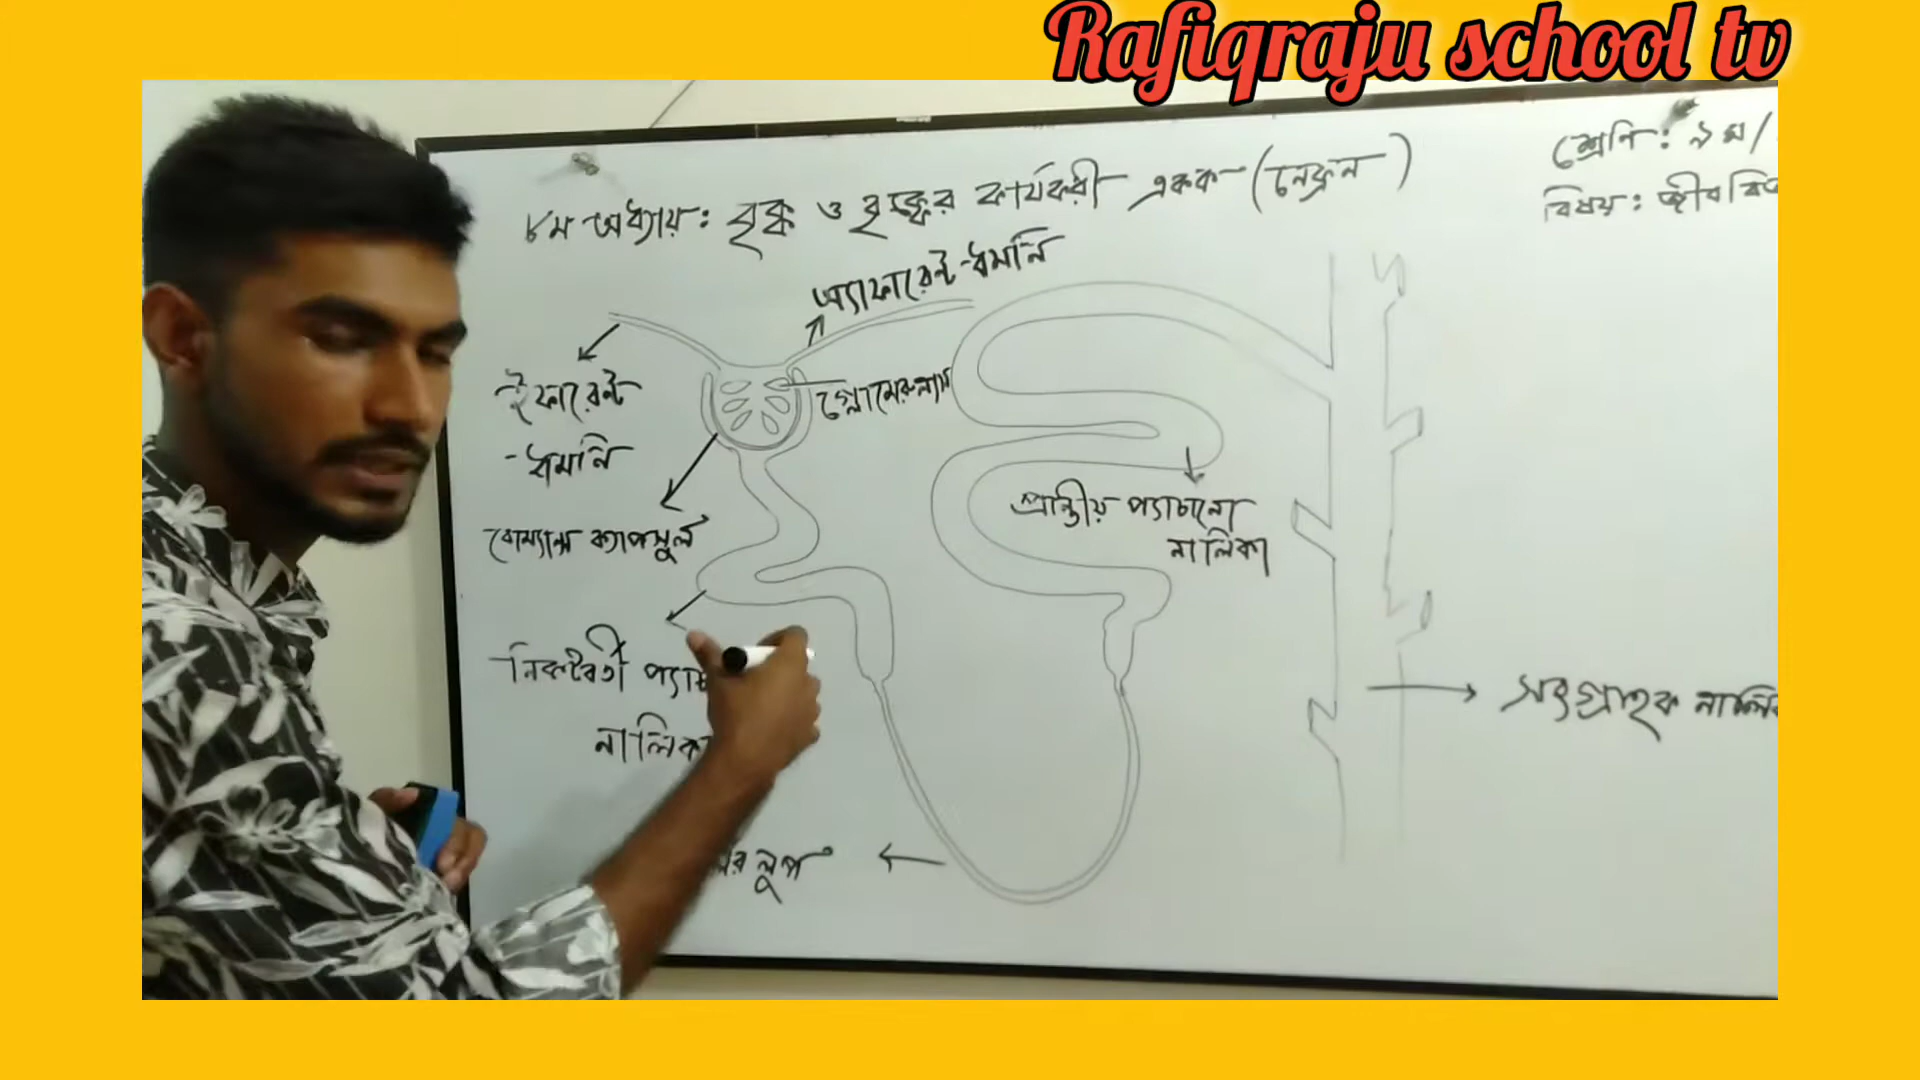 Rafiqraju school tv
শ্রেণি: ৯ম/
বিষয়: জীববি
৮ম অধ্যায়: বৃক্ক ও বৃক্কের কার্যকরী একক (নেফ্রন)
অ্যাফারেন্ট ধমনি
ইফারেন্ট
ধমনি
গ্লোমেরুলাস
বোম্যান্স ক্যাপসুল
প্রান্তীয় প্যাচানো
নালিকা
নিকটবর্তী প্যাচ
নালিকা
সংগ্রাহক নালিক
লুপ